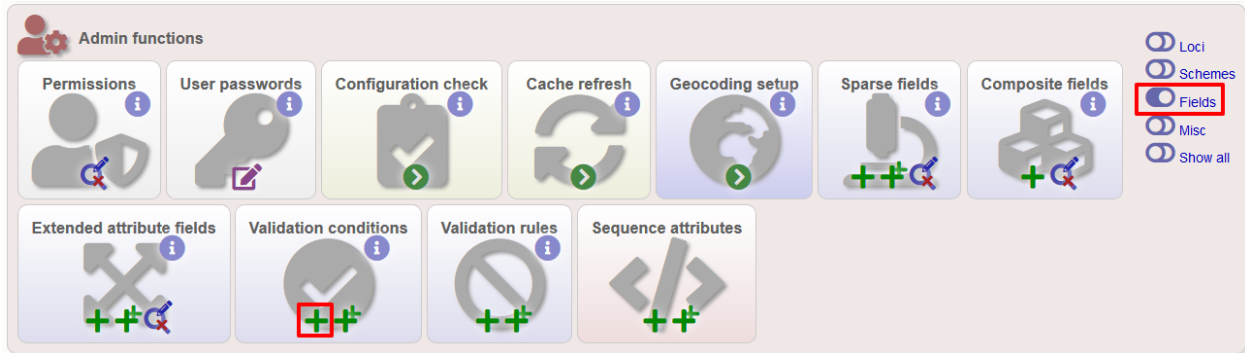 Admin functions
Loci
Schemes
Fields
Misc
Show all
Permissions
User passwords
Configuration check
Cache refresh
Geocoding setup
Sparse fields
Composite fields
Extended attribute fields
Validation conditions
Validation rules
Sequence attributes